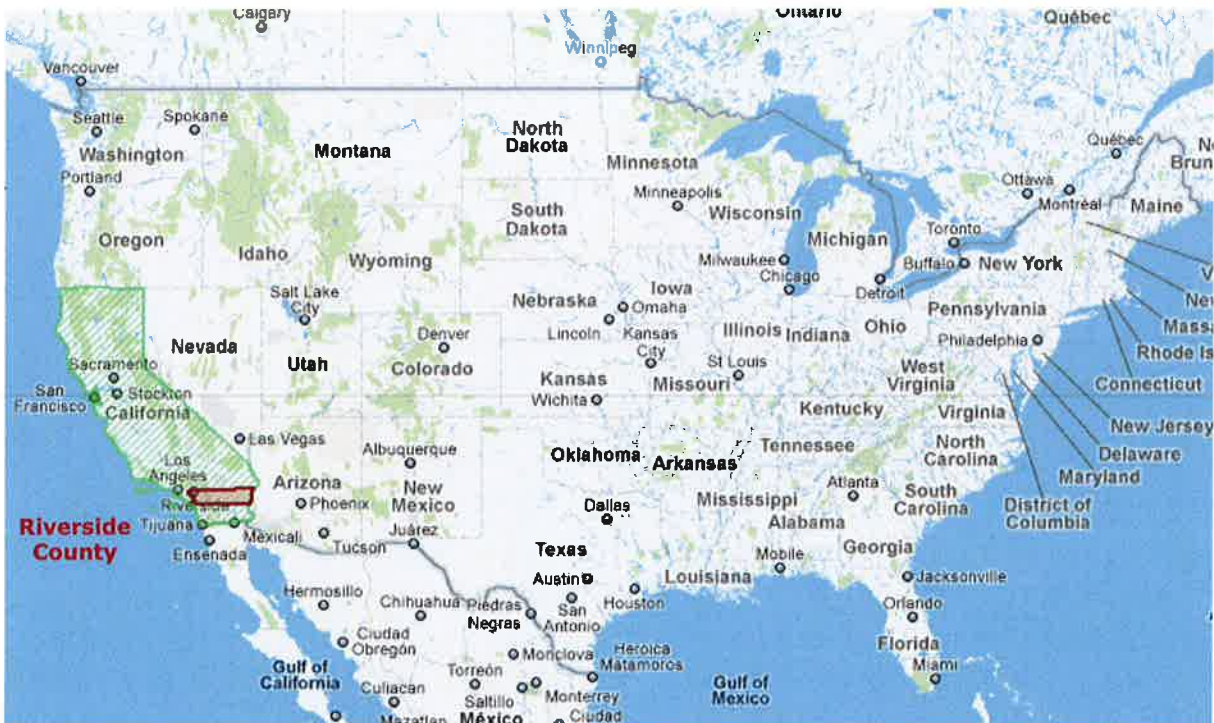 Calgary
Ontario
Québec
Winnipeg
Vancouver
Seattle
Spokane
Washington
Montana
North
Dakota
Minnesota
Québec
Portland
Minneapolis
Ottawa
Montréal
Maine
Oregon
Idaho
Wyoming
South
Dakota
Wisconsin
Michigan
Toronto
Milwaukee
Chicago
Buffalo
New York
Salt Lake
City
Nebraska
Iowa
Omaha
Detroit
Pennsylvania
Lincoln
Kansas
City
Illinois
Indiana
Ohio
Philadelphia
Massa
Nevada
Utah
Denver
Colorado
Rhode Is
Sacramento
St Louis
West
Virginia
Connecticut
San
Francisco
Stockton
California
Kansas
Missouri
Wichita
Kentucky
Virginia
New Jersey
Las Vegas
Albuquerque
Oklahoma
Arkansas
Tennessee
North
Carolina
Delaware
Maryland
Los
Angeles
Arizona
Phoenix
New
Mexico
Dallas
Mississippi
Atlanta
South
Carolina
District of
Columbia
Riverside
Riverside
County
Tijuana
Mexicali
Ensenada
Tucson
Juárez
Texas
Alabama
Georgia
Austin
Louisiana
Mobile
Jacksonville
Hermosillo
Chihuahua
Piedras
Negras
San
Antonio
Houston
Orlando
Ciudad
Obregón
Monclova
Heroica
Matamoros
Florida
Miami
Gulf of
California
Torreón
Culiacan
Saltillo
Monterrey
Gulf of
Mexico
Mazatlan
México
Ciudad